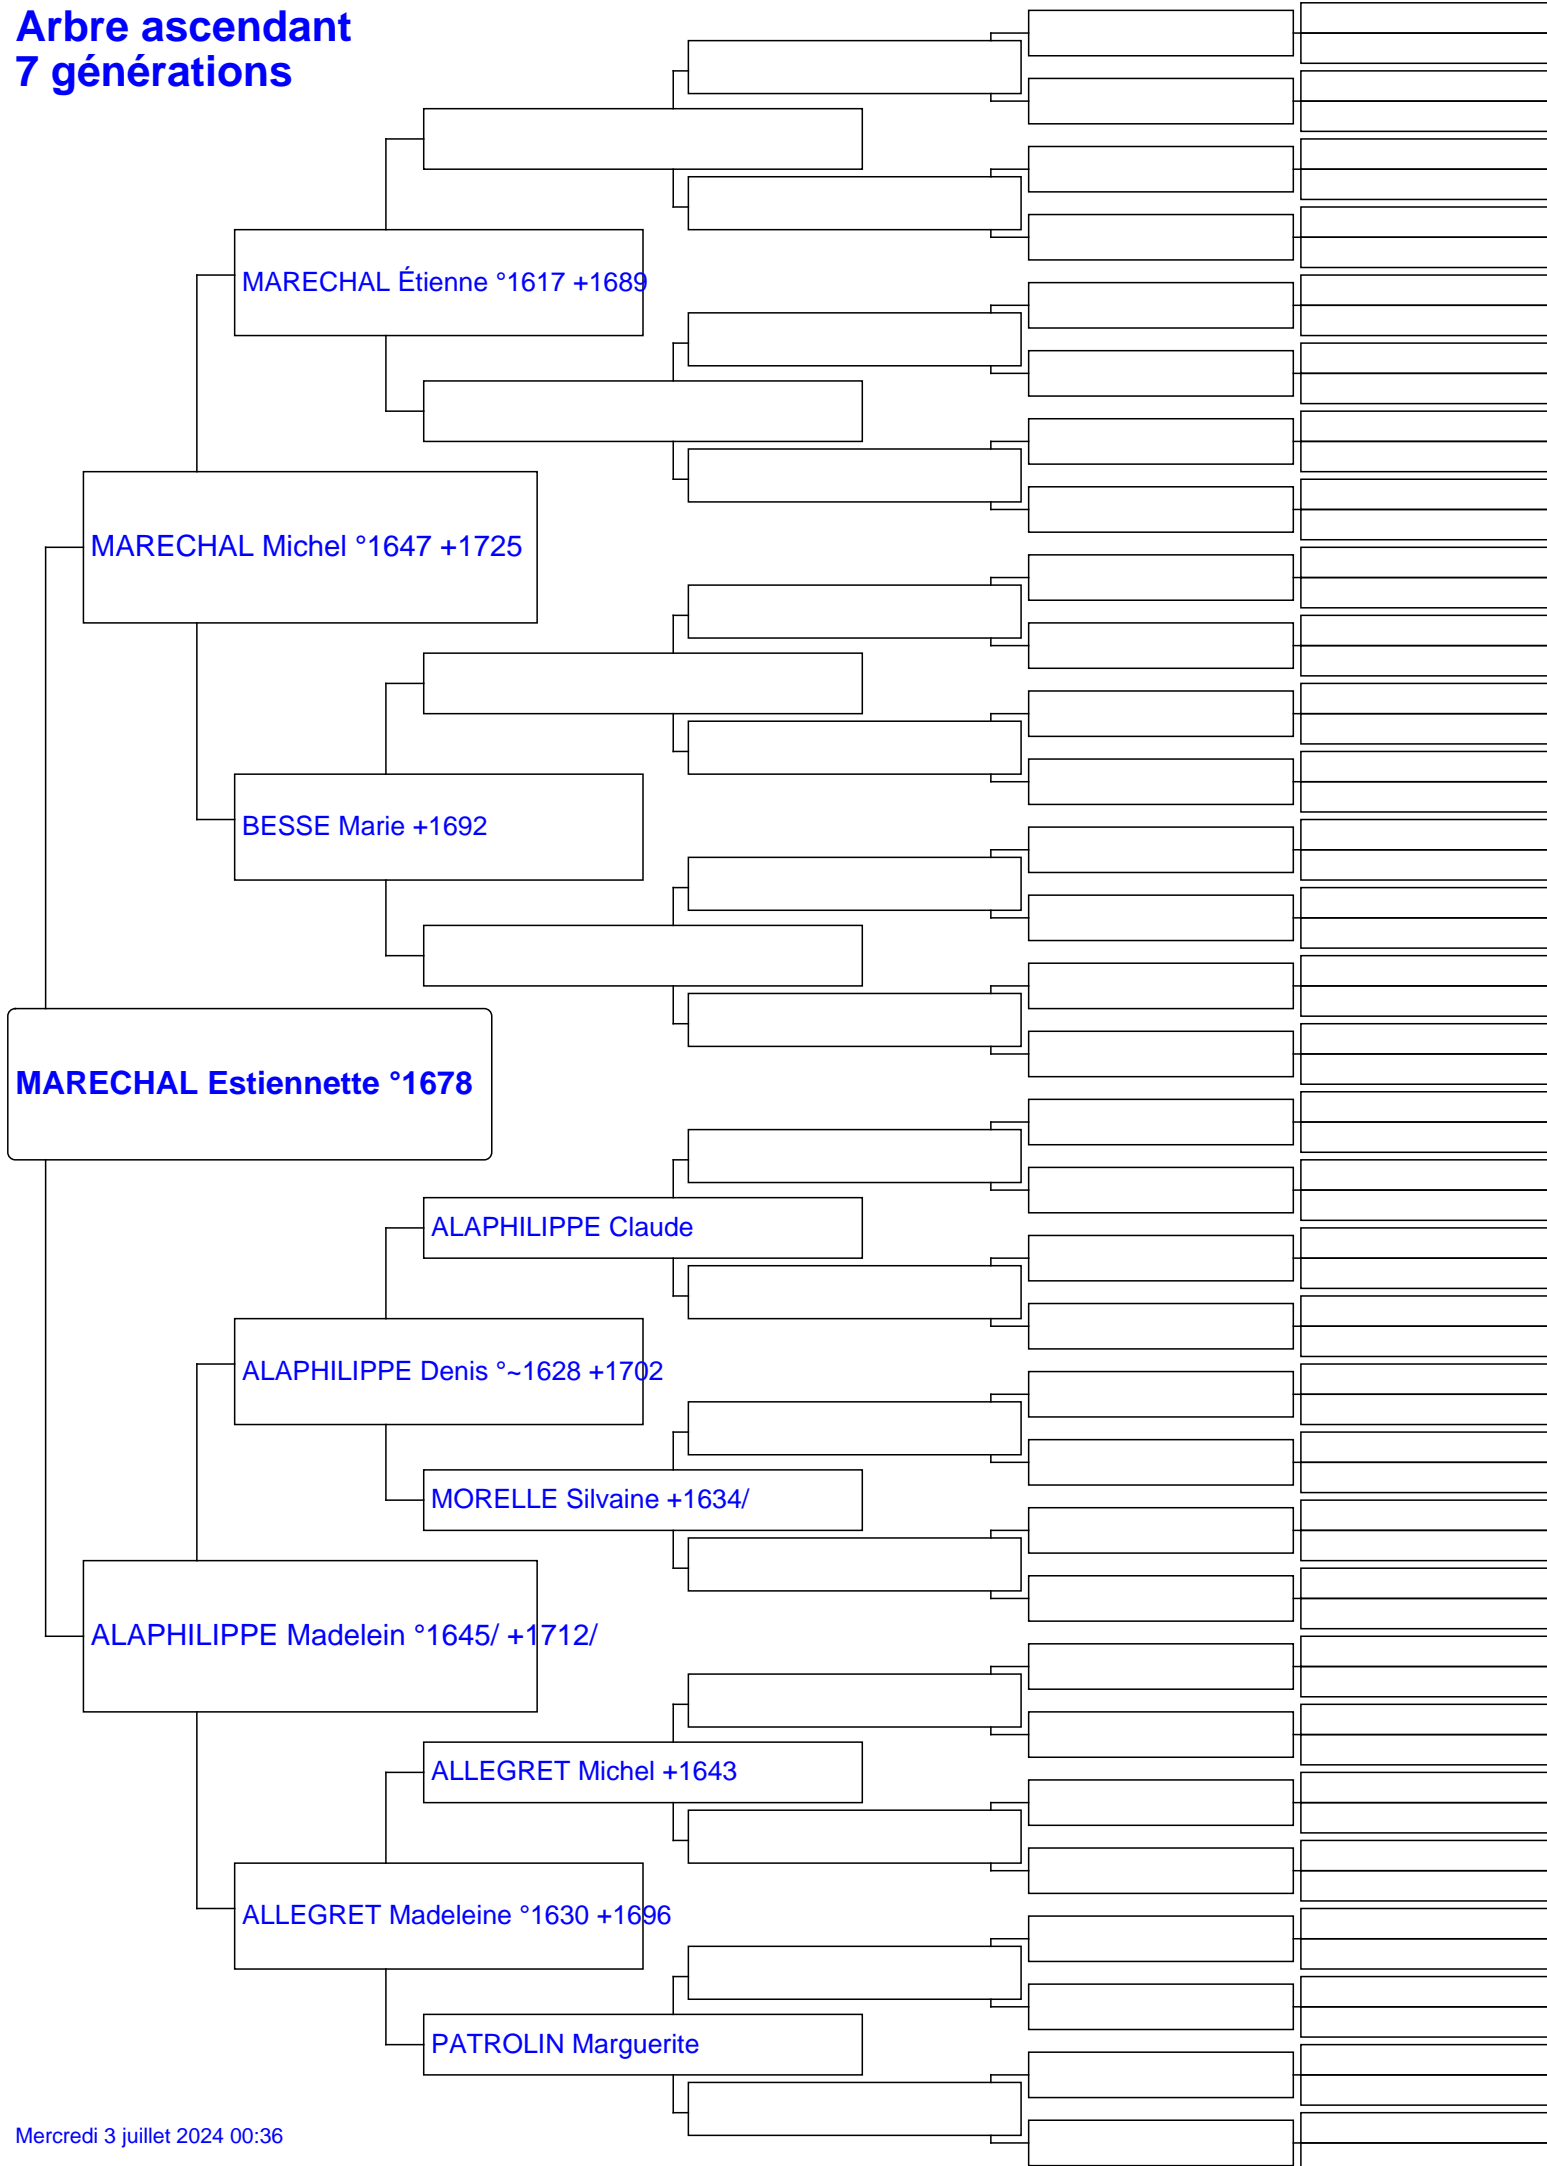 Arbre ascendant
7 générations
MARECHAL Étienne °1617 +1689
MARECHAL Michel °1647 +1725
BESSE Marie +1692
MARECHAL Estiennette °1678
ALAPHILIPPE Claude
ALAPHILIPPE Denis °~1628 +1702
MORELLE Silvaine +1634/
ALAPHILIPPE Madelein °1645/ +1712/
ALLEGRET Michel +1643
ALLEGRET Madeleine °1630 +1696
PATROLIN Marguerite
Mercredi 3 juillet 2024 00:36